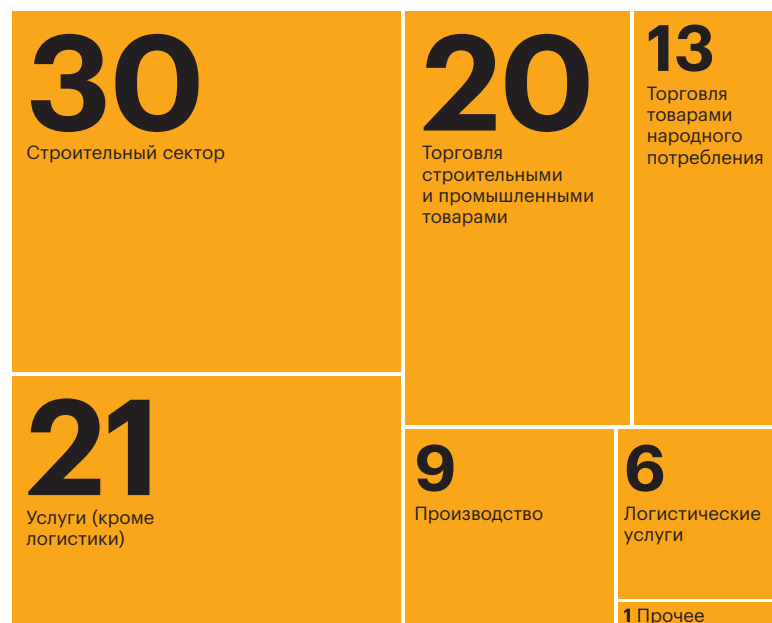 30
Строительный сектор
20
Торговля
строительными
и промышленными
товарами
13
Торговля
товарами
народного
потребления
21
Услуги (кроме
логистики)
9
Производство
6
Логистические
услуги
1 Прочее